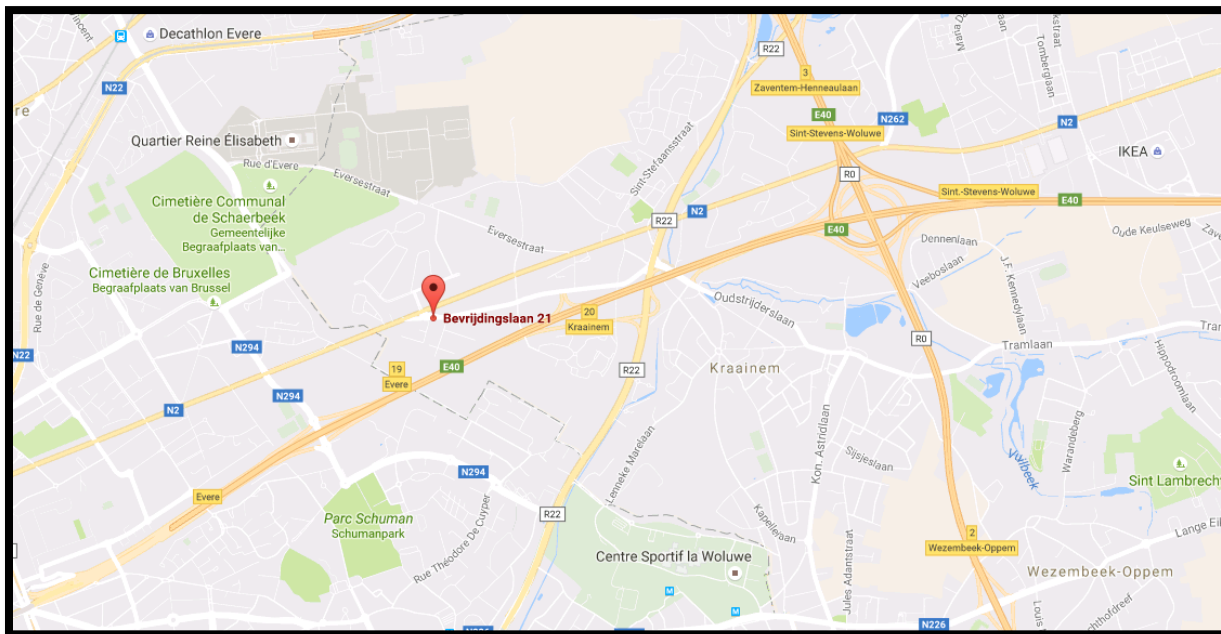 Decathlon Evere
R22
3
Zaventem-Henneaulaan
Tomberglaan
N22
E40
N262
N2
Sint-Stevens-Woluwe
Quartier Reine Élisabeth
IKEA
Rue d'Evere
Eversestraat
Sint-Stefaansstraat
R0
Sint.-Stevens-Woluwe
E40
Cimetière Communal
de Schaerbeek
Gemeentelijke
Begraafplaats van...
N2
R22
E40
Oude Keulseweg
Dennenlaan
Eversestraat
Cimetière de Bruxelles
Begraafplaats van Brussel
Veeboslaan
J.F. Kennedylaan
Rue de Genève
Oudstrijderslaan
Bevrijdingslaan 21
20
Kraainem
N294
R0
Tramlaan
N22
19
Evere
E40
R22
Kraainem
Hippodroomlaan
N294
N2
Kon. Astridlaan
Warandeberg
Lenneke Marelaan
Sijsjeslaan
Vuilbeek
N294
Sint Lambrecht
Evere
Parc Schuman
Schumanpark
R22
Rue Théodore De Cuyper
Kapellelaan
2
Wezembeek-Oppem
Lange Eik
Centre Sportif la Woluwe
Jules Adantstraat
Wezembeek-Oppem
M
M
N226
N226